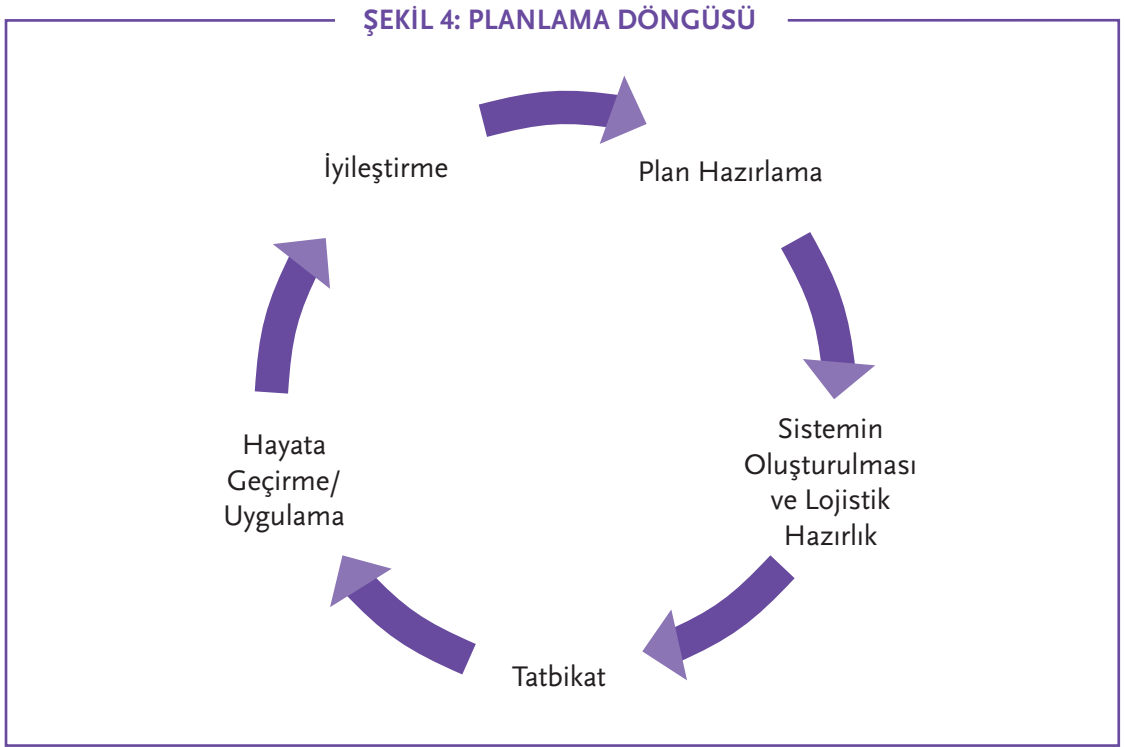 ŞEKİL 4: PLANLAMA DÖNGÜSÜ
İyileştirme
Plan Hazırlama
Sistemin
Oluşturulması
ve Lojistik
Hazırlık
Tatbikat
Hayata
Geçirme/
Uygulama